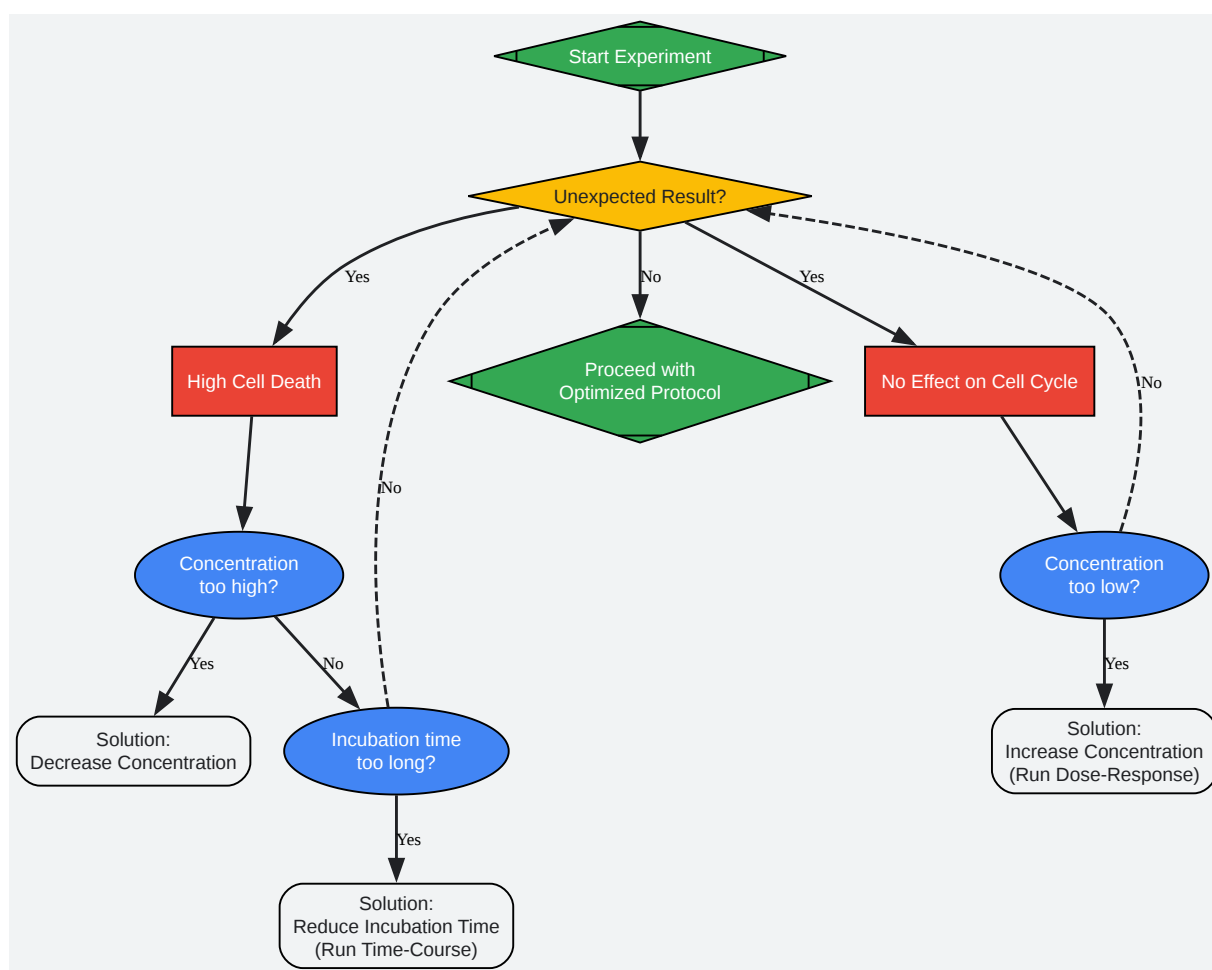 Start Experiment
Unexpected Result?
Yes
No
Yes
High Cell Death
Proceed with
Optimized Protocol
No Effect on Cell Cycle
No
No
Concentration
too high?
Concentration
too low?
Yes
No
Yes
Solution:
Decrease Concentration
Incubation time
too long?
Solution:
Increase Concentration
(Run Dose-Response)
Yes
Solution:
Reduce Incubation Time
(Run Time-Course)